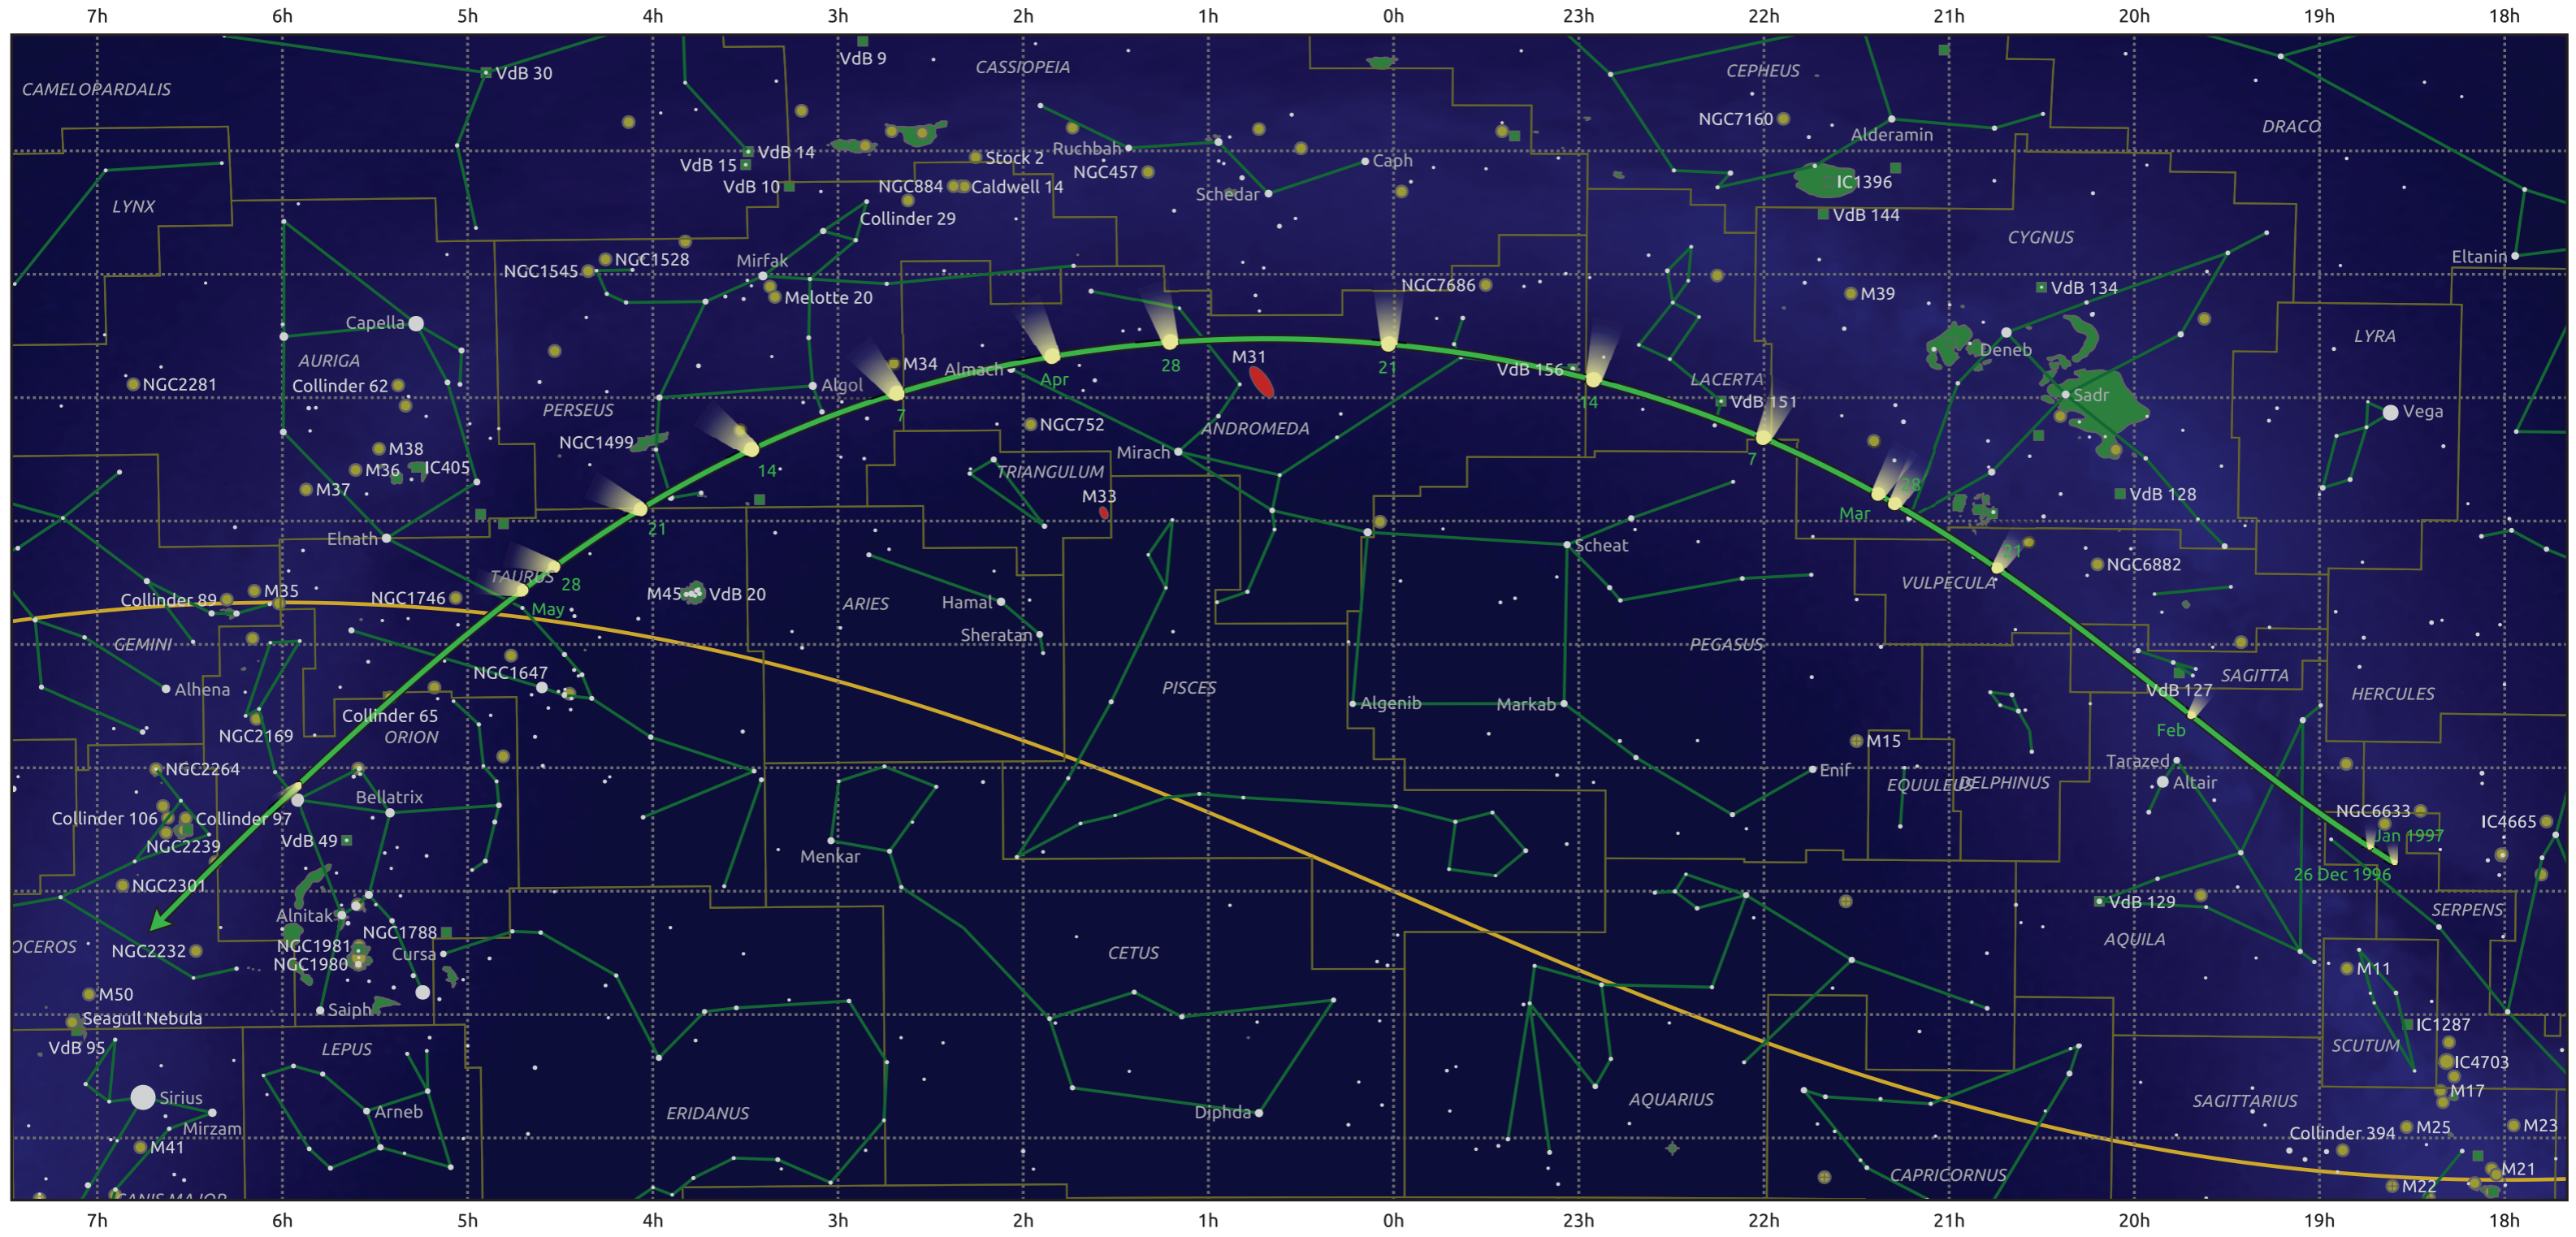 7h 6h 5h 4h 3h 2h 1h 0h 23h 22h 21h 20h 19h 18h
VdB 9
CASSIOPEIA
CEPHEUS
VdB 30
CAMELOPARDALIS
NGC7160
Alderamin
DRACO
VdB 14
Ruchbah
Stock 2
Caph
VdB 15
NGC457
VdB 10
NGC884
Caldwell 14
Schedar
IC1396
LYNX
Collinder 29
VdB 144
CYGNUS
NGC1528
Mirfak
Eltanin
NGC1545
NGC7686
VdB 134
Melotte 20
M39
Capella
LYRA
AURIGA
M34
Almach
M31
VdB 156
Deneb
28
21
Apr
LACERTA
NGC2281
Collinder 62
Algol
Sadr
VdB 151
14
PERSEUS
7
Vega
NGC752
ANDROMEDA
NGC1499
M38
Mirach
7
M36
IC405
14
TRIANGULUM
28
M37
M33
VdB 128
Mar
21
Elnath
Scheat
21
NGC6882
TAURUS
28
VULPECULA
M35
Collinder 89
NGC1746
M45
VdB 20
ARIES
Hamal
May
Sheratan
GEMINI
PEGASUS
NGC1647
SAGITTA
Alhena
PISCES
VdB 127
HERCULES
Algenib
Markab
Collinder 65
Feb
NGC2169
ORION
M15
Tarazed
NGC2264
Enif
EQUULEUS
DELPHINUS
Altair
Bellatrix
Collinder 106
Collinder 97
NGC6633
IC4665
VdB 49
Jan 1997
NGC2239
Menkar
26 Dec 1996
NGC2301
VdB 129
SERPENS
Alnitak
NGC1788
AQUILA
OCEROS
NGC1981
NGC2232
Cursa
CETUS
NGC1980
M11
M50
Saiph
Seagull Nebula
IC1287
VdB 95
LEPUS
SCUTUM
IC4703
M17
Sirius
Arneb
ERIDANUS
Diphda
AQUARIUS
SAGITTARIUS
Mirzam
M25
M23
Collinder 394
M41
M21
CAPRICORNUS
M22
CANIS MAJOR
7h 6h 5h 4h 3h 2h 1h 0h 23h 22h 21h 20h 19h 18h